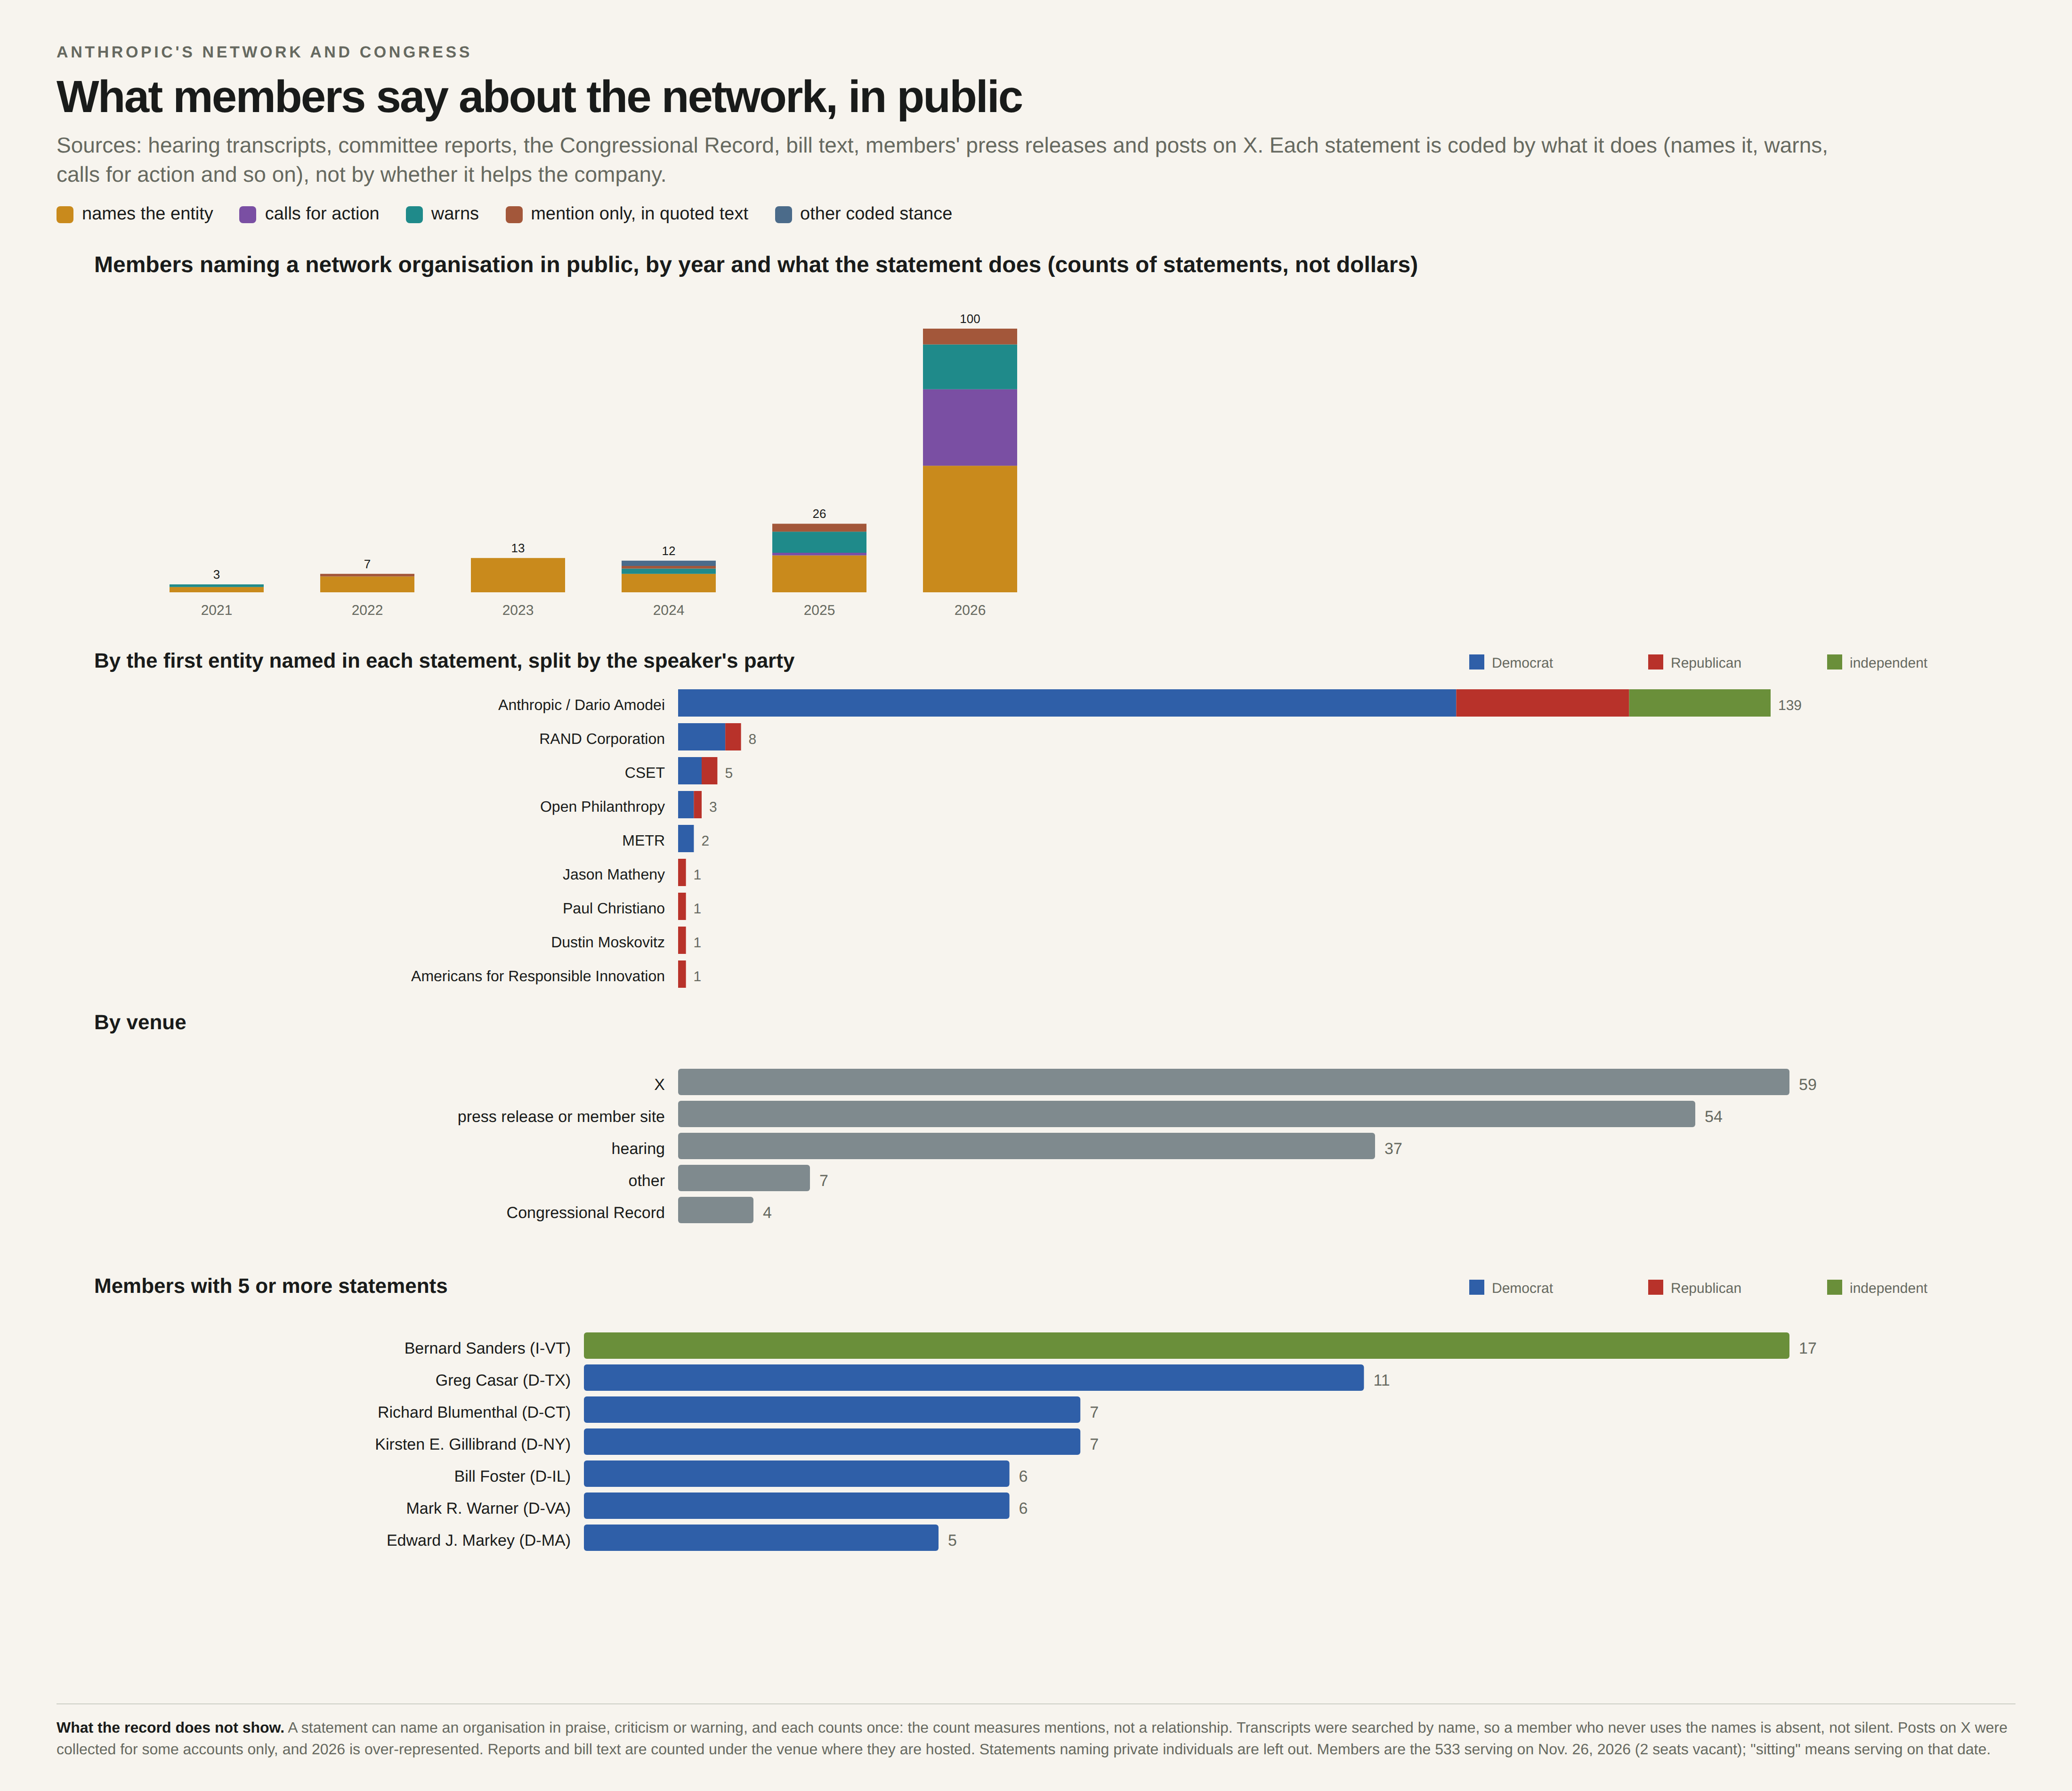 ANTHROPIC'S NETWORK AND CONGRESS
What members say about the network, in public
Sources: hearing transcripts, committee reports, the Congressional Record, bill text, members' press releases and posts on X. Each statement is coded by what it does (names it, warns,
calls for action and so on), not by whether it helps the company.
names the entity calls for action warns mention only, in quoted text other coded stance
Members naming a network organisation in public, by year and what the statement does (counts of statements, not dollars)
100
26
13
12
7
3
2021 2022 2023 2024 2025 2026
By the first entity named in each statement, split by the speaker's party
Democrat Republican independent
Anthropic / Dario Amodei 139
RAND Corporation 8
CSET 5
Open Philanthropy 3
METR 2
Jason Matheny 1
Paul Christiano 1
Dustin Moskovitz 1
Americans for Responsible Innovation 1
By venue
X 59
press release or member site 54
hearing 37
other 7
Congressional Record 4
Members with 5 or more statements
Democrat Republican independent
Bernard Sanders (I-VT) 17
Greg Casar (D-TX) 11
Richard Blumenthal (D-CT) 7
Kirsten E. Gillibrand (D-NY) 7
Bill Foster (D-IL) 6
Mark R. Warner (D-VA) 6
Edward J. Markey (D-MA) 5
What the record does not show. A statement can name an organisation in praise, criticism or warning, and each counts once: the count measures mentions, not a relationship. Transcripts were searched by name, so a member who never uses the names is absent, not silent. Posts on X were
collected for some accounts only, and 2026 is over-represented. Reports and bill text are counted under the venue where they are hosted. Statements naming private individuals are left out. Members are the 533 serving on Nov. 26, 2026 (2 seats vacant); "sitting" means serving on that date.